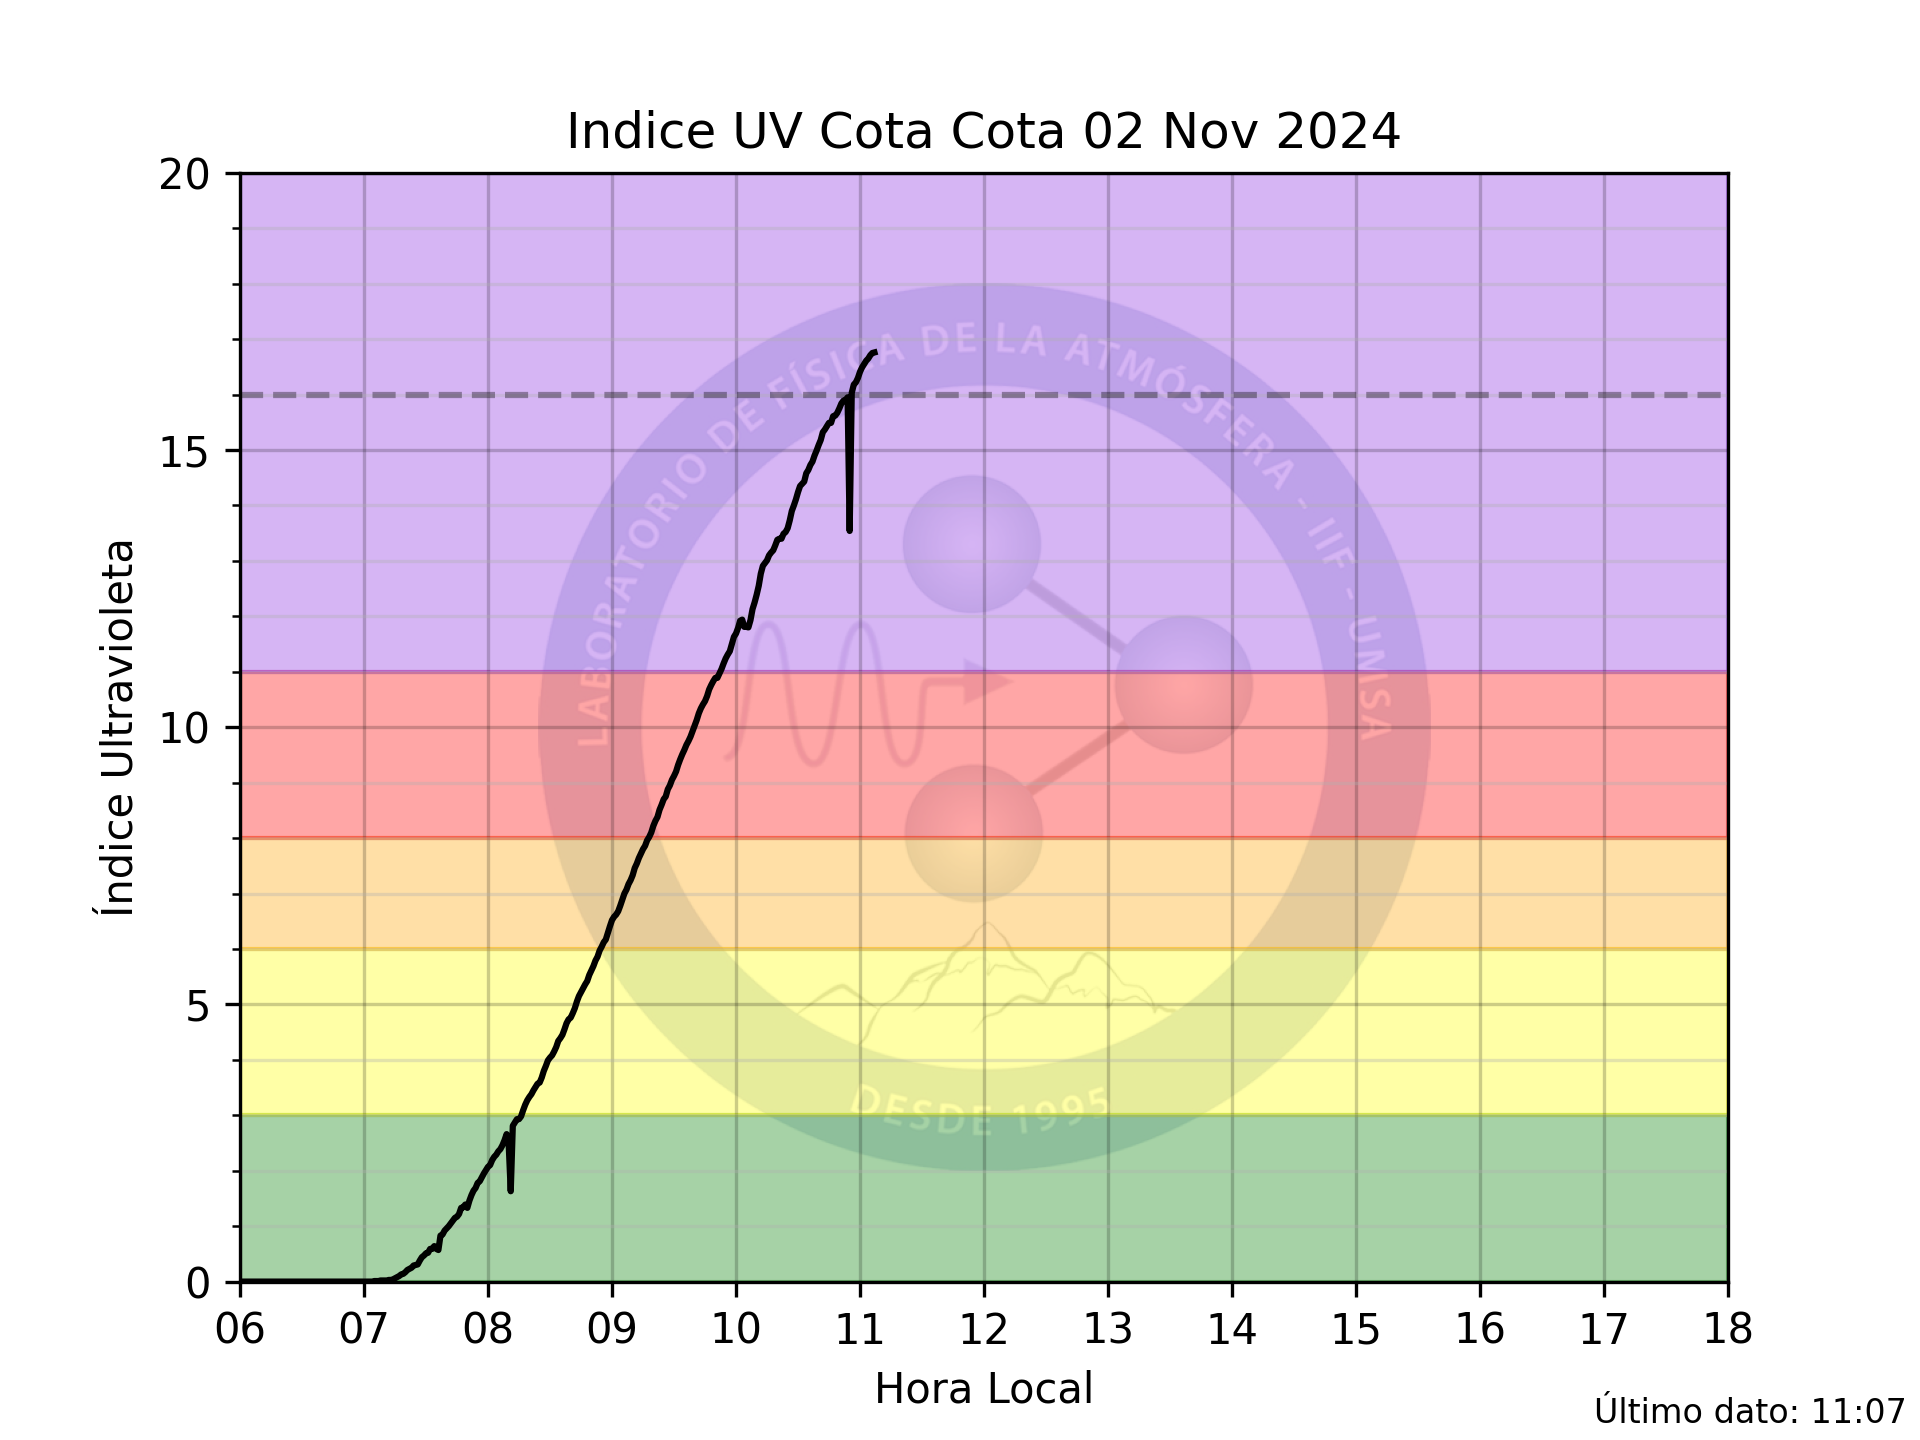 Indice UV Cota Cota 02 Nov 2024
20
15
10
5
0
Índice Ultravioleta
LABORATORIO DE FÍSICA DE LA ATMÓSFERA - IIF - UMSA
DESDE 1995
06 07 08 09 10 11 12 13 14 15 16 17 18
Hora Local
Último dato: 11:07